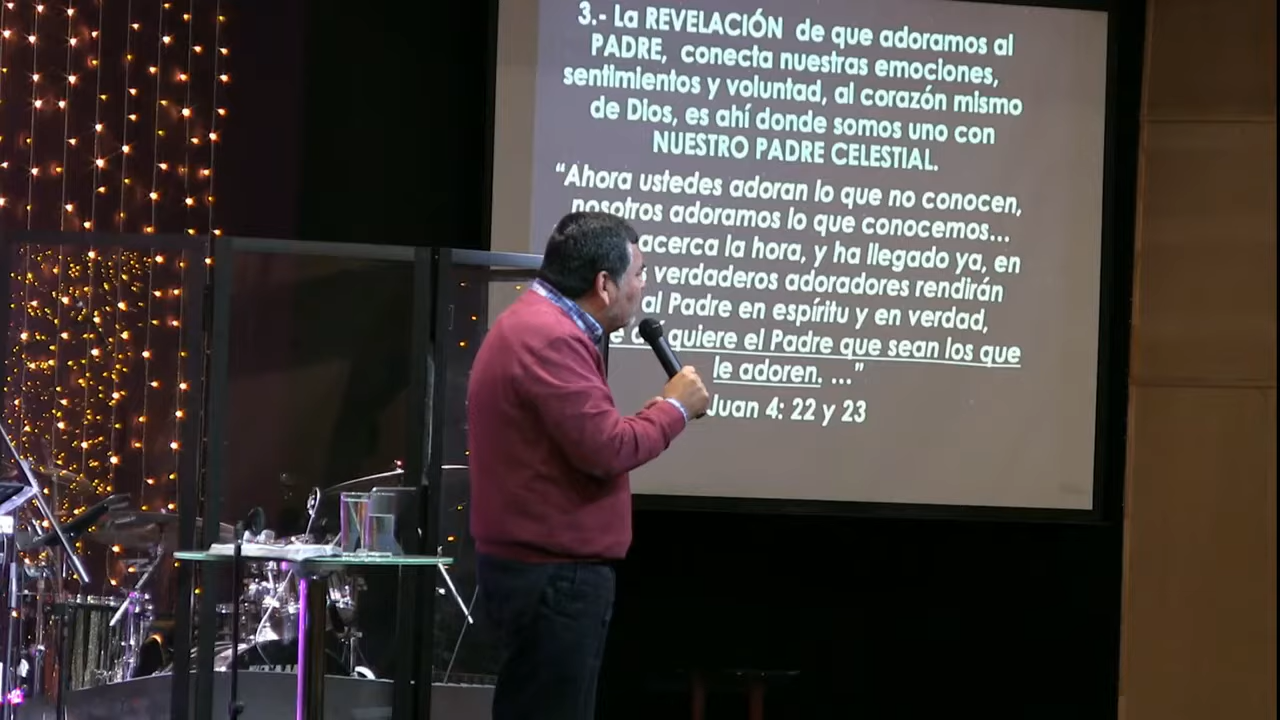 3.- La REVELACIÓN de que adoramos al
PADRE, conecta nuestras emociones,
sentimientos y voluntad, al corazón mismo
de Dios, es ahí donde somos uno con
NUESTRO PADRE CELESTIAL.
“Ahora ustedes adoran lo que no conocen,
nosotros adoramos lo que conocemos...
acerca la hora, y ha llegado ya, en
verdaderos adoradores rendirán
al Padre en espíritu y en verdad,
quiere el Padre que sean los que
le adoren. ...”
Juan 4: 22 y 23